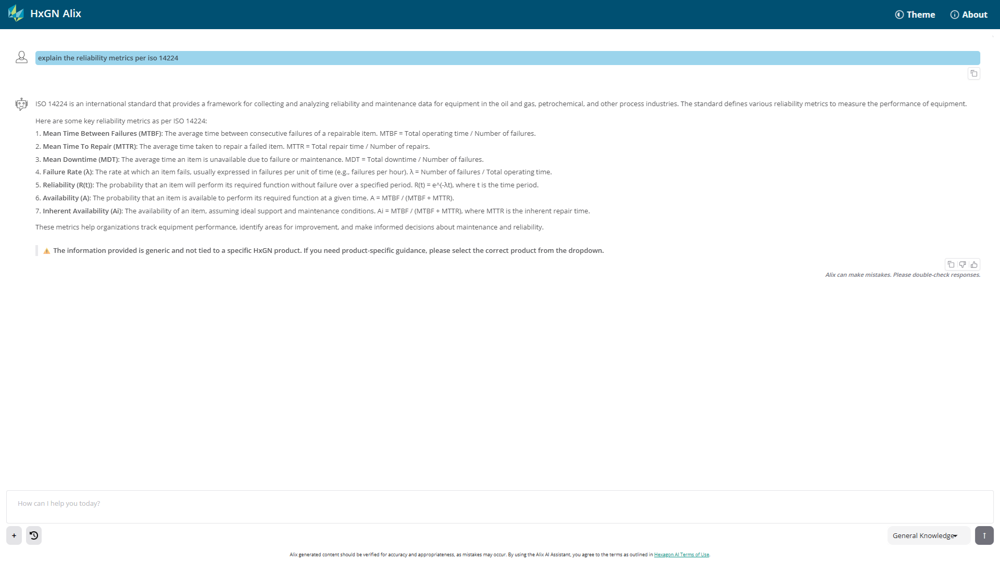 HxGN Alix
Theme
About
explain the reliability metrics per iso 14224
ISO 14224 is an international standard that provides a framework for collecting and analyzing reliability and maintenance data for equipment in the oil and gas, petrochemical, and other process industries. The standard defines various reliability metrics to measure the performance of equipment.
Here are some key reliability metrics as per ISO 14224:
1. Mean Time Between Failures (MTBF): The average time between consecutive failures of a repairable item. MTBF = Total operating time / Number of failures.
2. Mean Time To Repair (MTTR): The average time taken to repair a failed item. MTTR = Total repair time / Number of repairs.
3. Mean Downtime (MDT): The average time an item is unavailable due to failure or maintenance. MDT = Total downtime / Number of failures.
4. Failure Rate (λ): The rate at which an item fails, usually expressed in failures per unit of time (e.g., failures per hour). λ = Number of failures / Total operating time.
5. Reliability (R(t)): The probability that an item will perform its required function without failure over a specified period. R(t) = e^(-λt), where t is the time period.
6. Availability (A): The probability that an item is available to perform its required function at a given time. A = MTBF / (MTBF + MTTR).
7. Inherent Availability (Ai): The availability of an item, assuming ideal support and maintenance conditions. Ai = MTBF / (MTBF + MTTR), where MTTR is the inherent repair time.
These metrics help organizations track equipment performance, identify areas for improvement, and make informed decisions about maintenance and reliability.
⚠ The information provided is generic and not tied to a specific HxGN product. If you need product-specific guidance, please select the correct product from the dropdown.
Alix can make mistakes. Please double-check responses.
How can I help you today?
+
General Knowledge
Alix generated content should be verified for accuracy and appropriateness, as mistakes may occur. By using the Alix AI Assistant, you agree to the terms as outlined in Hexagon AI Terms of Use.